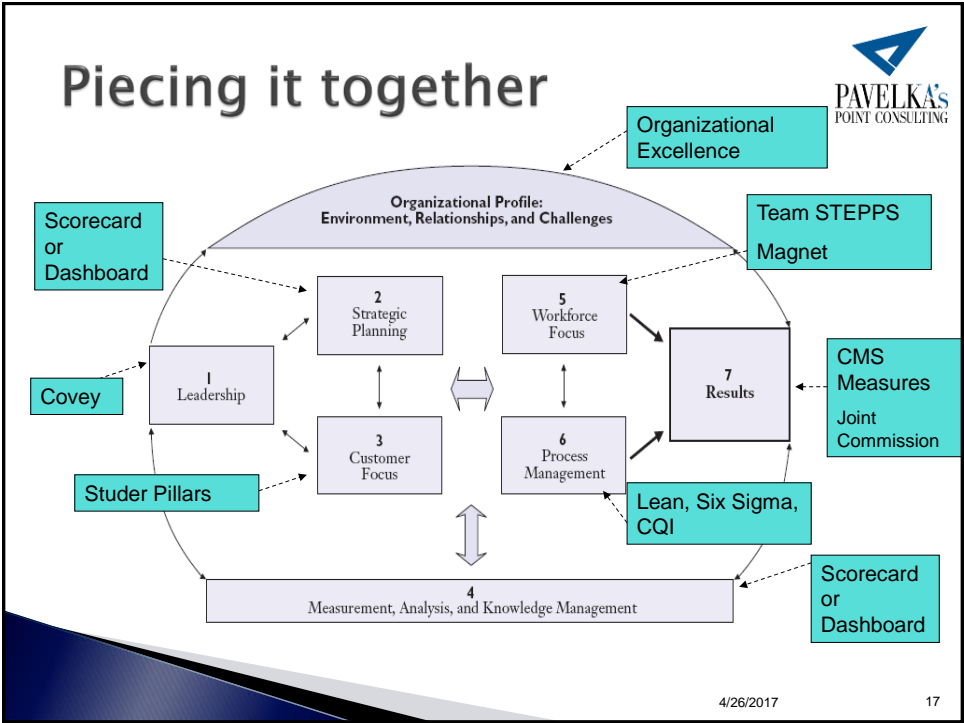 Piecing it together
PAVELKA's
POINT CONSULTING
Organizational
Excellence
Organizational Profile:
Environment, Relationships, and Challenges
Scorecard
or
Dashboard
Team STEPPS
Magnet
2
Strategic
Planning
5
Workforce
Focus
Covey
1
Leadership
7
Results
CMS
Measures
Joint
Commission
3
Customer
Focus
6
Process
Management
Studer Pillars
Lean, Six Sigma,
CQI
4
Measurement, Analysis, and Knowledge Management
Scorecard
or
Dashboard
4/26/2017
17